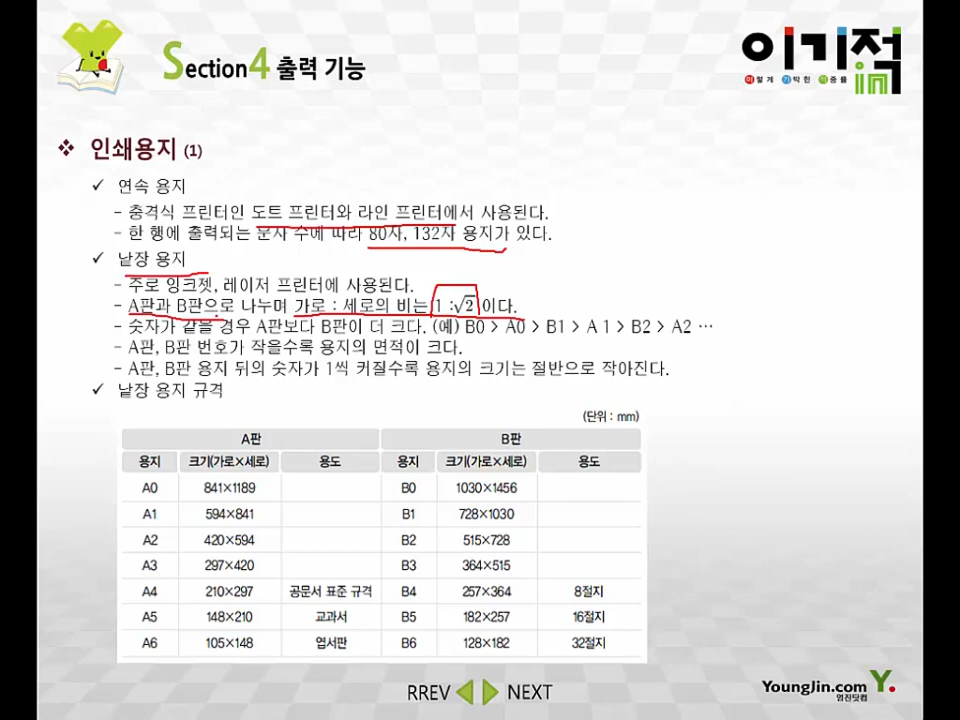 Section4 출력 기능
이기적in
이렇게 기막힌 적중률
❖ 인쇄용지 (1)
✓ 연속 용지
- 충격식 프린터인 도트 프린터와 라인 프린터에서 사용된다.
- 한 행에 출력되는 문자 수에 따라 80자, 132자 용지가 있다.
✓ 낱장 용지
- 주로 잉크젯, 레이저 프린터에 사용된다.
- A판과 B판으로 나누며 가로 : 세로의 비는 1 : √2 이다.
- 숫자가 같을 경우 A판보다 B판이 더 크다. (예) B0 > A0 > B1 > A 1 > B2 > A2 …
- A판, B판 번호가 작을수록 용지의 면적이 크다.
- A판, B판 용지 뒤의 숫자가 1씩 커질수록 용지의 크기는 절반으로 작아진다.
✓ 낱장 용지 규격
(단위 : mm)
A판 B판
용지 크기(가로×세로) 용도 용지 크기(가로×세로) 용도
A0 841×1189 B0 1030×1456
A1 594×841 B1 728×1030
A2 420×594 B2 515×728
A3 297×420 B3 364×515
A4 210×297 공문서 표준 규격 B4 257×364 8절지
A5 148×210 교과서 B5 182×257 16절지
A6 105×148 엽서판 B6 128×182 32절지
RREV NEXT
YoungJin.com Y.
영진닷컴